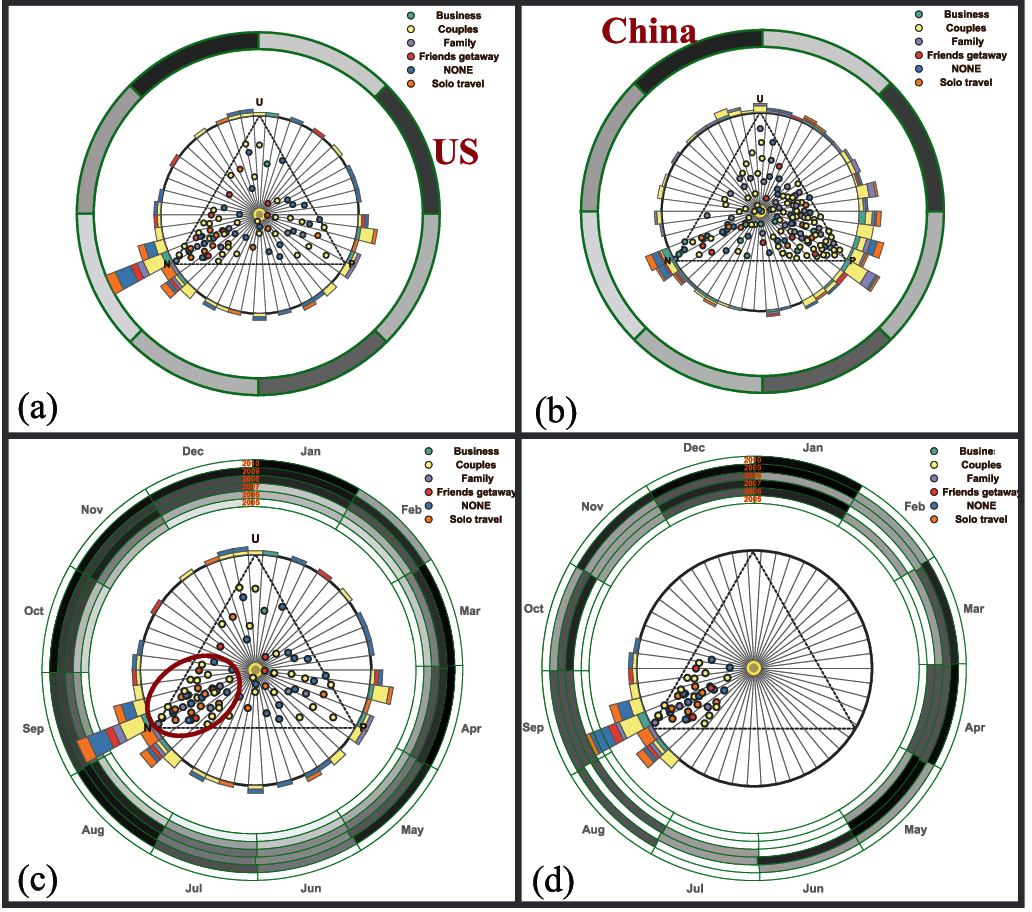 Business
Couples
Family
Friends getaway
NONE
Solo travel
U
US
N
P
(a)
China
Business
Couples
Family
Friends getaway
NONE
Solo travel
U
N
P
(b)
Dec
Jan
Business
Couples
Family
Friends getaway
NONE
Solo travel
2010
2009
2008
2007
2006
2005
Nov
Feb
U
Oct
Mar
Sep
N
P
Apr
Aug
May
Jul
Jun
(c)
Dec
Jan
Busine
Couples
Family
Friends getaway
NONE
Solo travel
2010
2009
2007
2005
Nov
Feb
Oct
Mar
Sep
Apr
Aug
May
Jul
Jun
(d)